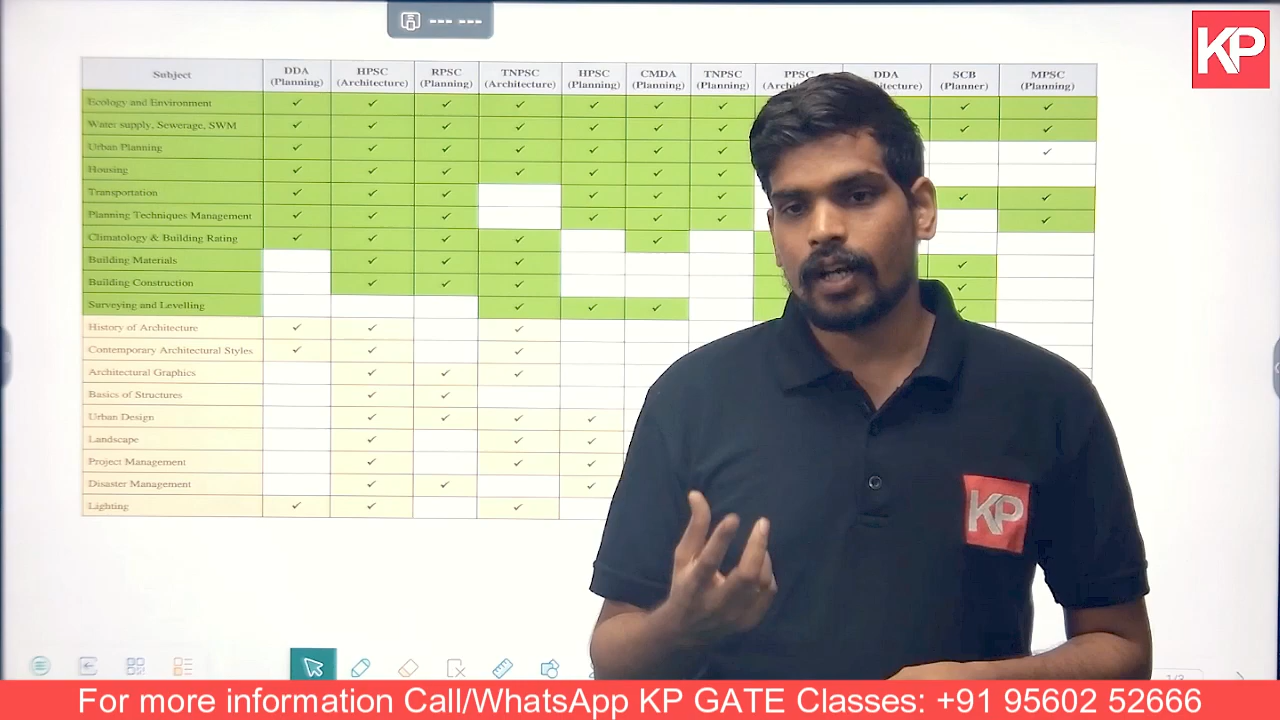 KP
Subject DDA (Planning) HPSC (Architecture) RPSC (Planning) TNPSC (Architecture) HPSC (Planning) CMDA (Planning) TNPSC (Planning) PPSC DDA SCB (Planner) MPSC (Planning)
Ecology and Environment ✓ ✓ ✓ ✓ ✓ ✓ ✓ ✓ ✓
Water supply, Sewerage, SWM ✓ ✓ ✓ ✓ ✓ ✓ ✓ ✓ ✓
Urban Planning ✓ ✓ ✓ ✓ ✓ ✓ ✓ ✓
Housing ✓ ✓ ✓ ✓ ✓ ✓ ✓
Transportation ✓ ✓ ✓ ✓ ✓ ✓ ✓ ✓
Planning Techniques Management ✓ ✓ ✓ ✓ ✓ ✓ ✓
Climatology & Building Rating ✓ ✓ ✓ ✓ ✓
Building Materials ✓ ✓ ✓ ✓
Building Construction ✓ ✓ ✓ ✓
Surveying and Levelling ✓ ✓ ✓ ✓
History of Architecture ✓ ✓ ✓
Contemporary Architectural Styles ✓ ✓ ✓
Architectural Graphics ✓ ✓ ✓
Basics of Structures ✓ ✓
Urban Design ✓ ✓ ✓ ✓
Landscape ✓ ✓ ✓
Project Management ✓ ✓ ✓
Disaster Management ✓ ✓ ✓
Lighting ✓ ✓ ✓
KP
For more information Call/WhatsApp KP GATE Classes: +91 95602 52666